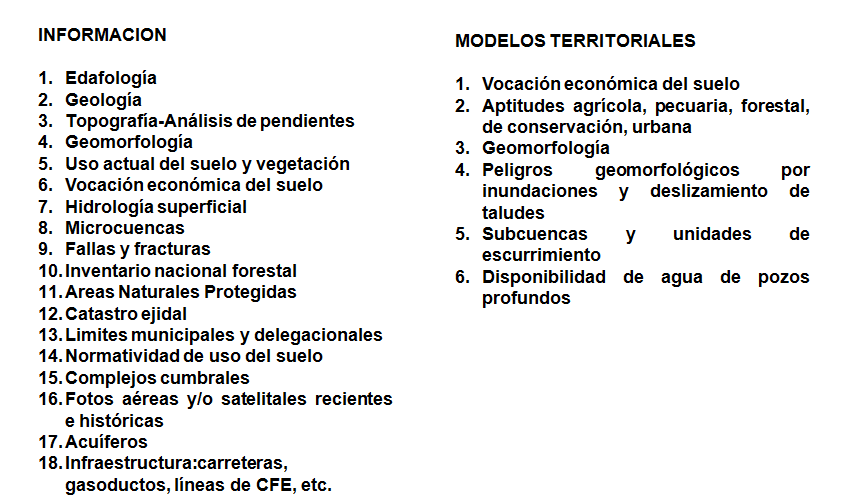 INFORMACION
1. Edafología
2. Geología
3. Topografía-Análisis de pendientes
4. Geomorfología
5. Uso actual del suelo y vegetación
6. Vocación económica del suelo
7. Hidrología superficial
8. Microcuencas
9. Fallas y fracturas
10. Inventario nacional forestal
11. Areas Naturales Protegidas
12. Catastro ejidal
13. Limites municipales y delegacionales
14. Normatividad de uso del suelo
15. Complejos cumbrales
16. Fotos aéreas y/o satelitales recientes
e históricas
17. Acuíferos
18. Infraestructura:carreteras,
gasoductos, líneas de CFE, etc.
MODELOS TERRITORIALES
1. Vocación económica del suelo
2. Aptitudes agrícola, pecuaria, forestal,
de conservación, urbana
3. Geomorfología
4. Peligros geomorfológicos por
inundaciones y deslizamiento de
taludes
5. Subcuencas y unidades de
escurrimiento
6. Disponibilidad de agua de pozos
profundos